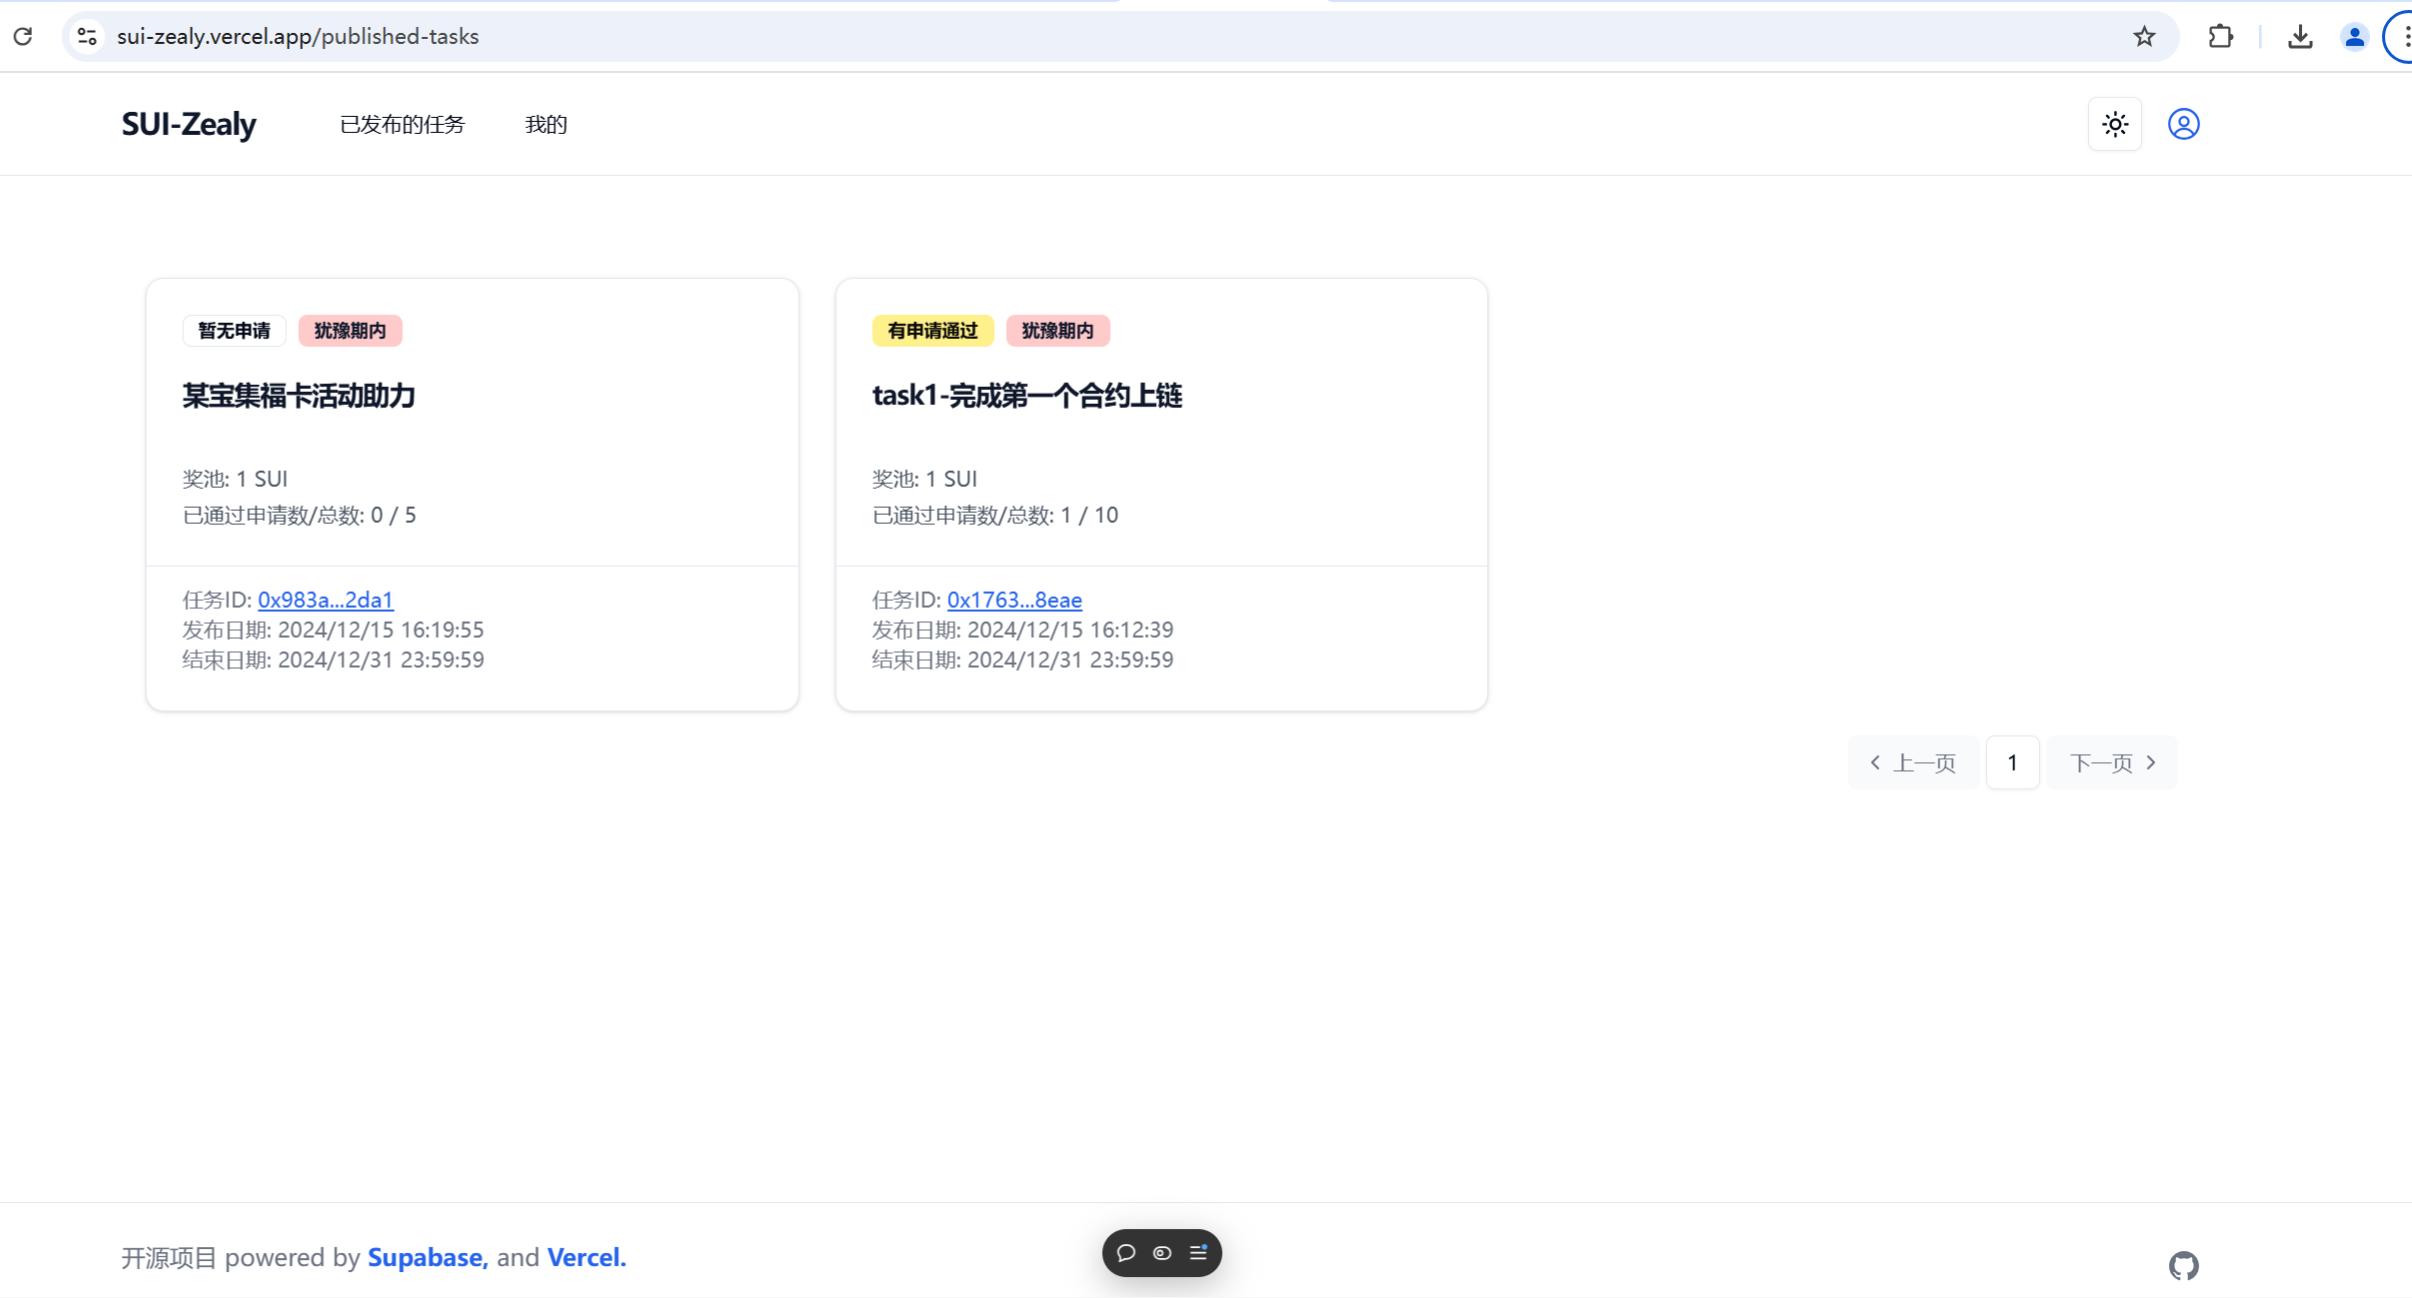 sui-zealy.vercel.app/published-tasks
SUI-Zealy
已发布的任务
我的
暂无申请
犹豫期内
某宝集福卡活动助力
奖池: 1 SUI
已通过申请数/总数: 0 / 5
任务ID: 0x983a...2da1
发布日期: 2024/12/15 16:19:55
结束日期: 2024/12/31 23:59:59
有申请通过
犹豫期内
task1-完成第一个合约上链
奖池: 1 SUI
已通过申请数/总数: 1 / 10
任务ID: 0x1763...8eae
发布日期: 2024/12/15 16:12:39
结束日期: 2024/12/31 23:59:59
上一页
1
下一页
开源项目 powered by Supabase, and Vercel.